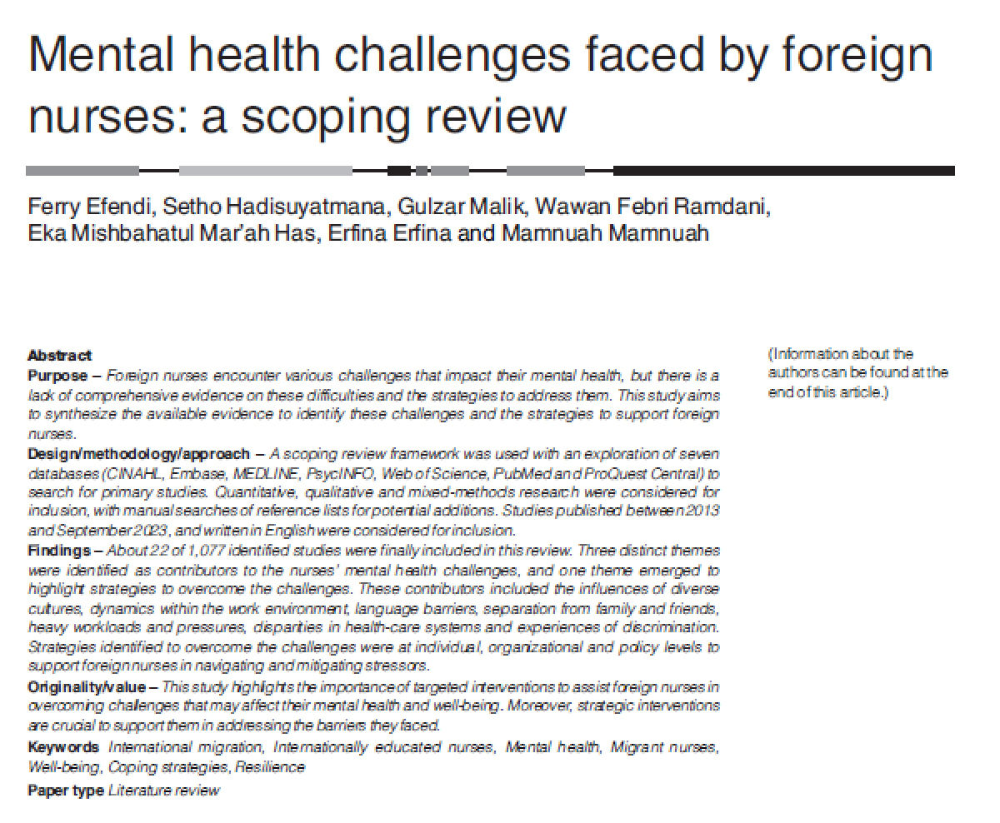 Mental health challenges faced by foreign
nurses: a scoping review
Ferry Efendi, Setho Hadisuyatmana, Gulzar Malik, Wawan Febri Ramdani,
Eka Mishbahatul Mar'ah Has, Erfina Erfina and Mamnuah Mamnuah
Abstract
Purpose – Foreign nurses encounter various challenges that impact their mental health, but there is a
lack of comprehensive evidence on these difficulties and the strategies to address them. This study aims
to synthesize the available evidence to identify these challenges and the strategies to support foreign
nurses.
Design/methodology/approach – A scoping review framework was used with an exploration of seven
databases (CINAHL, Embase, MEDLINE, PsycINFO, Web of Science, PubMed and ProQuest Central) to
search for primary studies. Quantitative, qualitative and mixed-methods research were considered for
inclusion, with manual searches of reference lists for potential additions. Studies published between 2013
and September 2023, and written in English were considered for inclusion.
Findings – About 22 of 1,077 identified studies were finally included in this review. Three distinct themes
were identified as contributors to the nurses' mental health challenges, and one theme emerged to
highlight strategies to overcome the challenges. These contributors included the influences of diverse
cultures, dynamics within the work environment, language barriers, separation from family and friends,
heavy workloads and pressures, disparities in health-care systems and experiences of discrimination.
Strategies identified to overcome the challenges were at individual, organizational and policy levels to
support foreign nurses in navigating and mitigating stressors.
Originality/value – This study highlights the importance of targeted interventions to assist foreign nurses in
overcoming challenges that may affect their mental health and well-being. Moreover, strategic interventions
are crucial to support them in addressing the barriers they faced.
Keywords International migration, Internationally educated nurses, Mental health, Migrant nurses,
Well-being, Coping strategies, Resilience
Paper type Literature review
(Information about the
authors can be found at the
end of this article.)